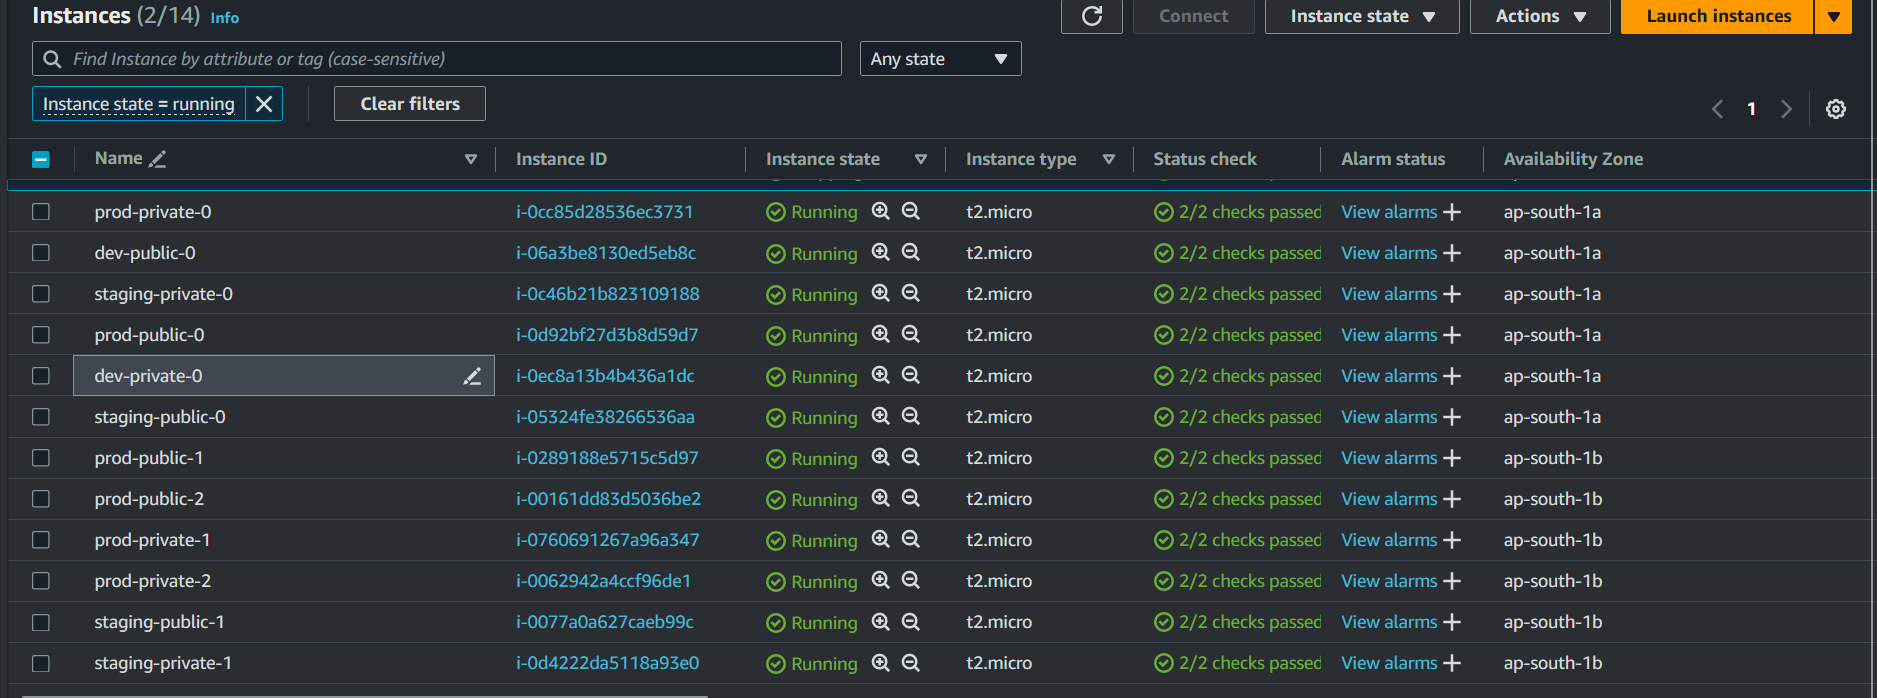 Instances (2/14) Info
Connect Instance state Actions Launch instances
Find Instance by attribute or tag (case-sensitive) Any state
Instance state = running Clear filters
1
Name Instance ID Instance state Instance type Status check Alarm status Availability Zone
prod-private-0 i-0cc85d28536ec3731 Running t2.micro 2/2 checks passed View alarms ap-south-1a
dev-public-0 i-06a3be8130ed5eb8c Running t2.micro 2/2 checks passed View alarms ap-south-1a
staging-private-0 i-0c46b21b823109188 Running t2.micro 2/2 checks passed View alarms ap-south-1a
prod-public-0 i-0d92bf27d3b8d59d7 Running t2.micro 2/2 checks passed View alarms ap-south-1a
dev-private-0 i-0ec8a13b4b436a1dc Running t2.micro 2/2 checks passed View alarms ap-south-1a
staging-public-0 i-05324fe38266536aa Running t2.micro 2/2 checks passed View alarms ap-south-1a
prod-public-1 i-0289188e5715c5d97 Running t2.micro 2/2 checks passed View alarms ap-south-1b
prod-public-2 i-00161dd83d5036be2 Running t2.micro 2/2 checks passed View alarms ap-south-1b
prod-private-1 i-0760691267a96a347 Running t2.micro 2/2 checks passed View alarms ap-south-1b
prod-private-2 i-0062942a4ccf96de1 Running t2.micro 2/2 checks passed View alarms ap-south-1b
staging-public-1 i-0077a0a627caeb99c Running t2.micro 2/2 checks passed View alarms ap-south-1b
staging-private-1 i-0d4222da5118a93e0 Running t2.micro 2/2 checks passed View alarms ap-south-1b